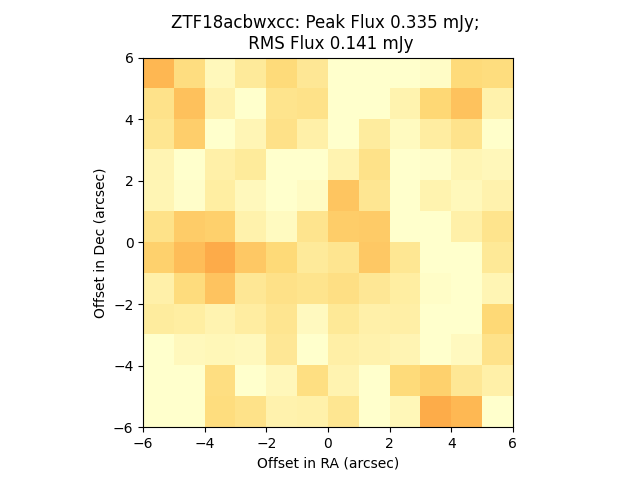 ZTF18acbwxcc: Peak Flux 0.335 mJy;
RMS Flux 0.141 mJy
6
4
2
0
−2
−4
−6
Offset in Dec (arcsec)
−6 −4 −2 0 2 4 6
Offset in RA (arcsec)